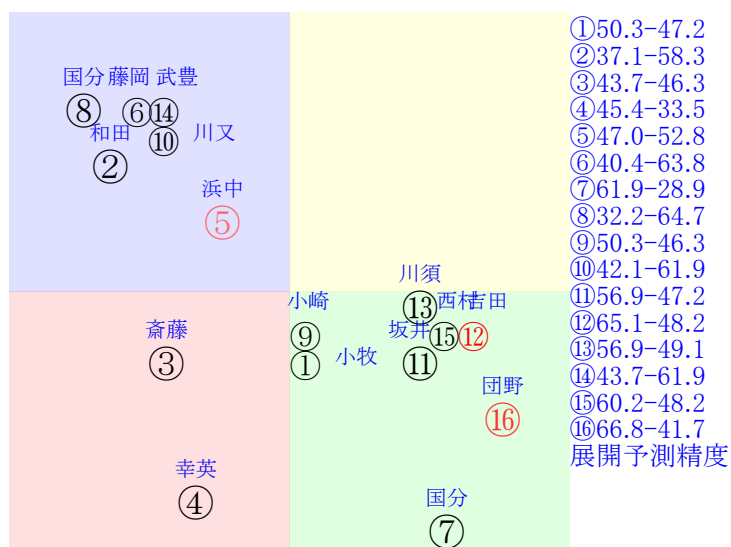 国分 藤岡 武豊
⑧ ⑥ ⑭
和田 ⑩ 川又
②
浜中
⑤
川須
小崎 ⑬ 西村 吉田
斎藤 ⑨ 坂井 ⑮ ⑫
③ ① 小牧 ⑪
団野
⑯
幸英 国分
④ ⑦
①50.3-47.2
②37.1-58.3
③43.7-46.3
④45.4-33.5
⑤47.0-52.8
⑥40.4-63.8
⑦61.9-28.9
⑧32.2-64.7
⑨50.3-46.3
⑩42.1-61.9
⑪56.9-47.2
⑫65.1-48.2
⑬56.9-49.1
⑭43.7-61.9
⑮60.2-48.2
⑯66.8-41.7
展開予測精度